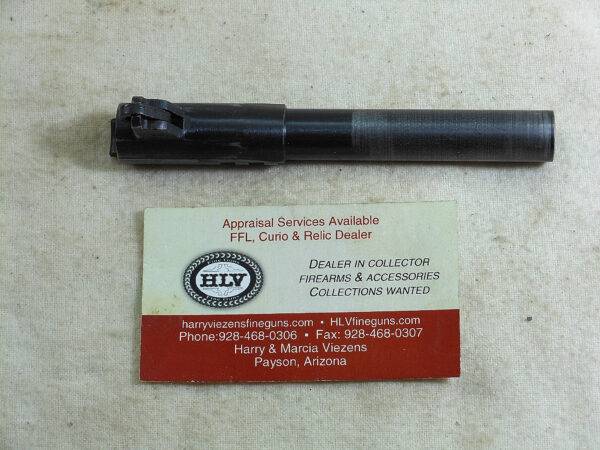 Appraisal Services Available
FFL, Curio & Relic Dealer
HLV
DEALER IN COLLECTOR
FIREARMS & ACCESSORIES
COLLECTIONS WANTED
harryviezensfineguns.com • HLVfineguns.com
Phone:928-468-0306 • Fax: 928-468-0307
Harry & Marcia Viezens
Payson, Arizona